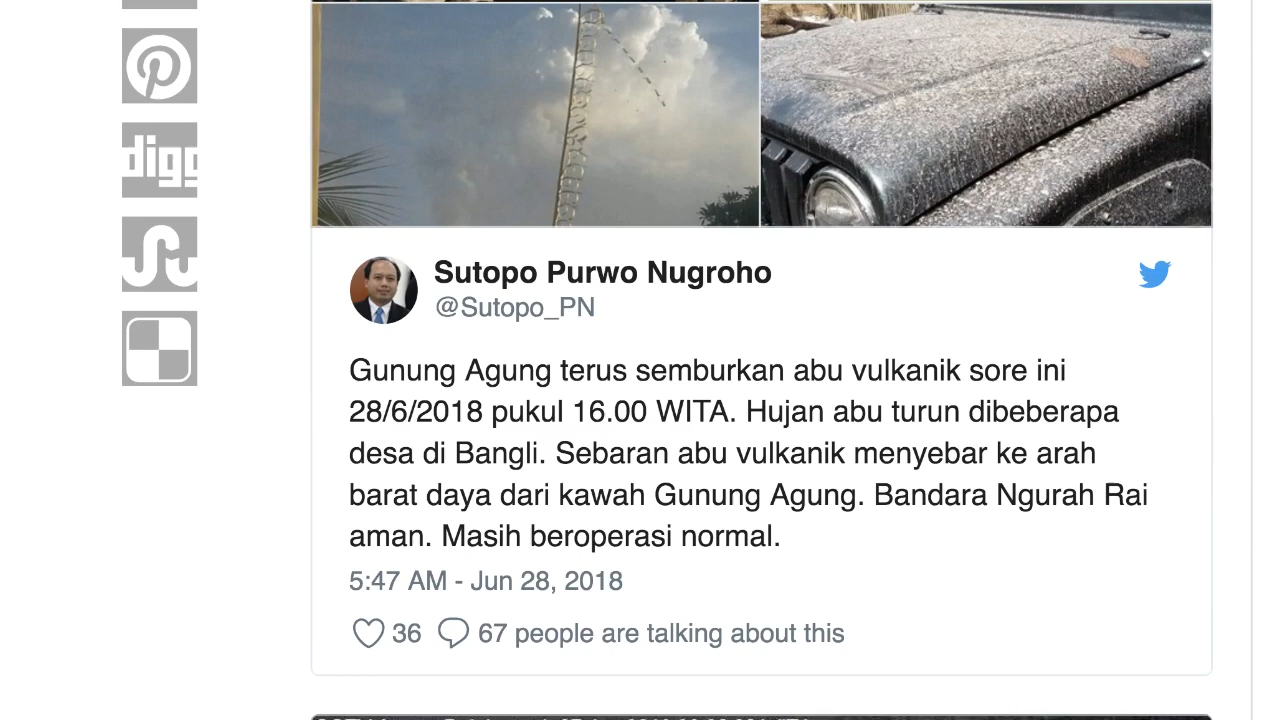 digg
Sutopo Purwo Nugroho
@Sutopo_PN
Gunung Agung terus semburkan abu vulkanik sore ini
28/6/2018 pukul 16.00 WITA. Hujan abu turun dibeberapa
desa di Bangli. Sebaran abu vulkanik menyebar ke arah
barat daya dari kawah Gunung Agung. Bandara Ngurah Rai
aman. Masih beroperasi normal.
5:47 AM - Jun 28, 2018
36 67 people are talking about this